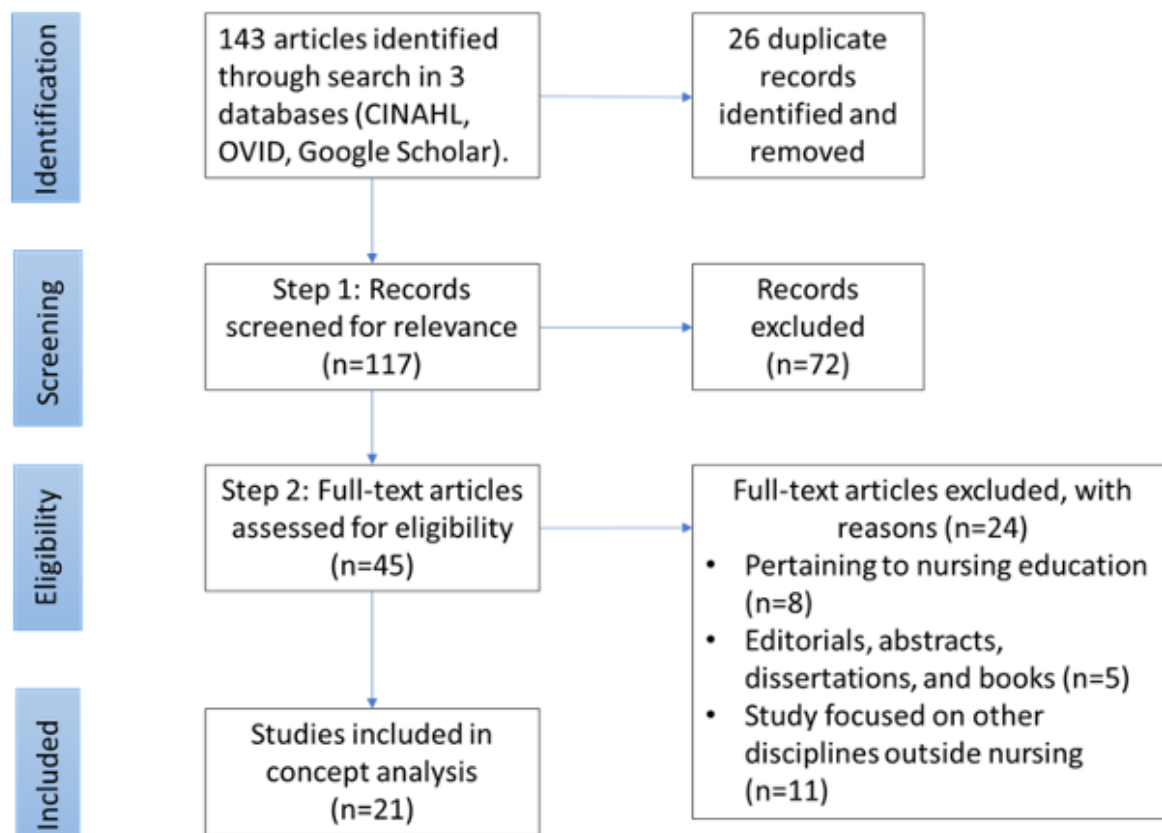 Identification
143 articles identified
through search in 3
databases (CINAHL,
OVID, Google Scholar).
26 duplicate
records
identified and
removed
Screening
Step 1: Records
screened for relevance
(n=117)
Records
excluded
(n=72)
Eligibility
Step 2: Full-text articles
assessed for eligibility
(n=45)
Full-text articles excluded, with
reasons (n=24)
• Pertaining to nursing education
(n=8)
• Editorials, abstracts,
dissertations, and books (n=5)
• Study focused on other
disciplines outside nursing
(n=11)
Included
Studies included in
concept analysis
(n=21)